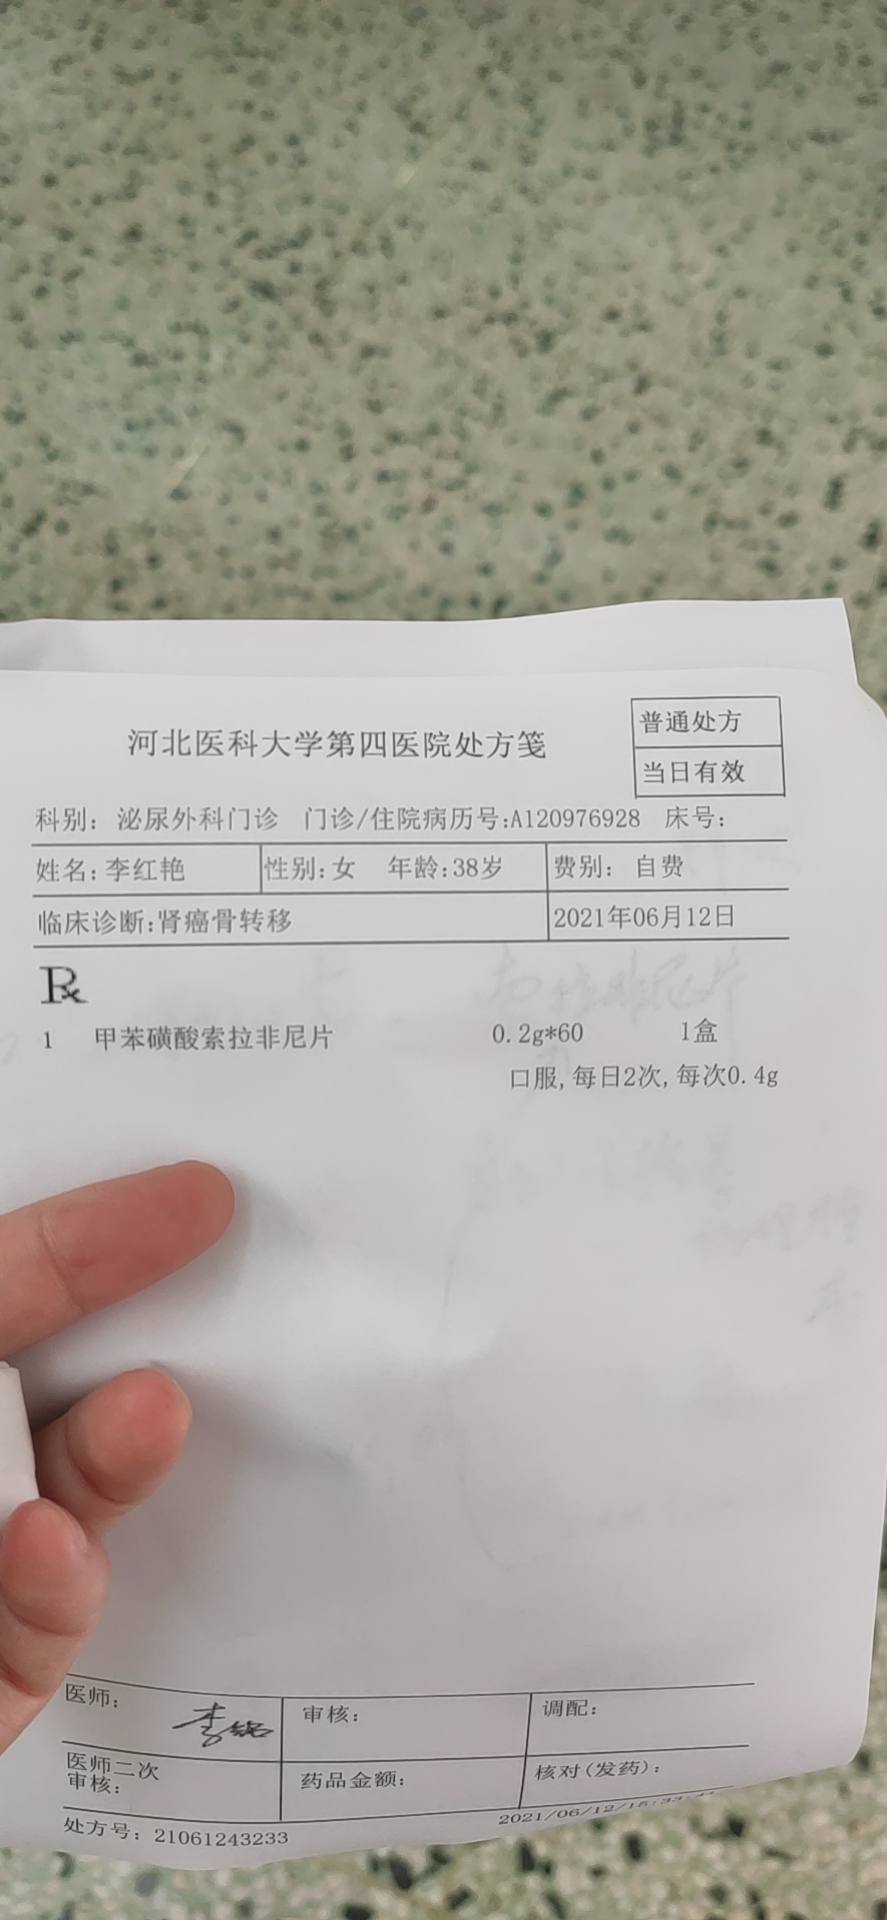 河北医科大学第四医院处方笺
普通处方
当日有效
科别: 泌尿外科门诊 门诊/住院病历号:A120976928 床号:
姓名:李红艳 性别:女 年龄:38岁 费别: 自费
临床诊断:肾癌骨转移 2021年06月12日
Rx
1 甲苯磺酸索拉非尼片 0.2g*60 1盒
口服,每日2次,每次0.4g
医师: 审核: 调配:
医师二次
审核: 药品金额: 核对(发药):
2021/06/12/15:33
处方号: 21061243233